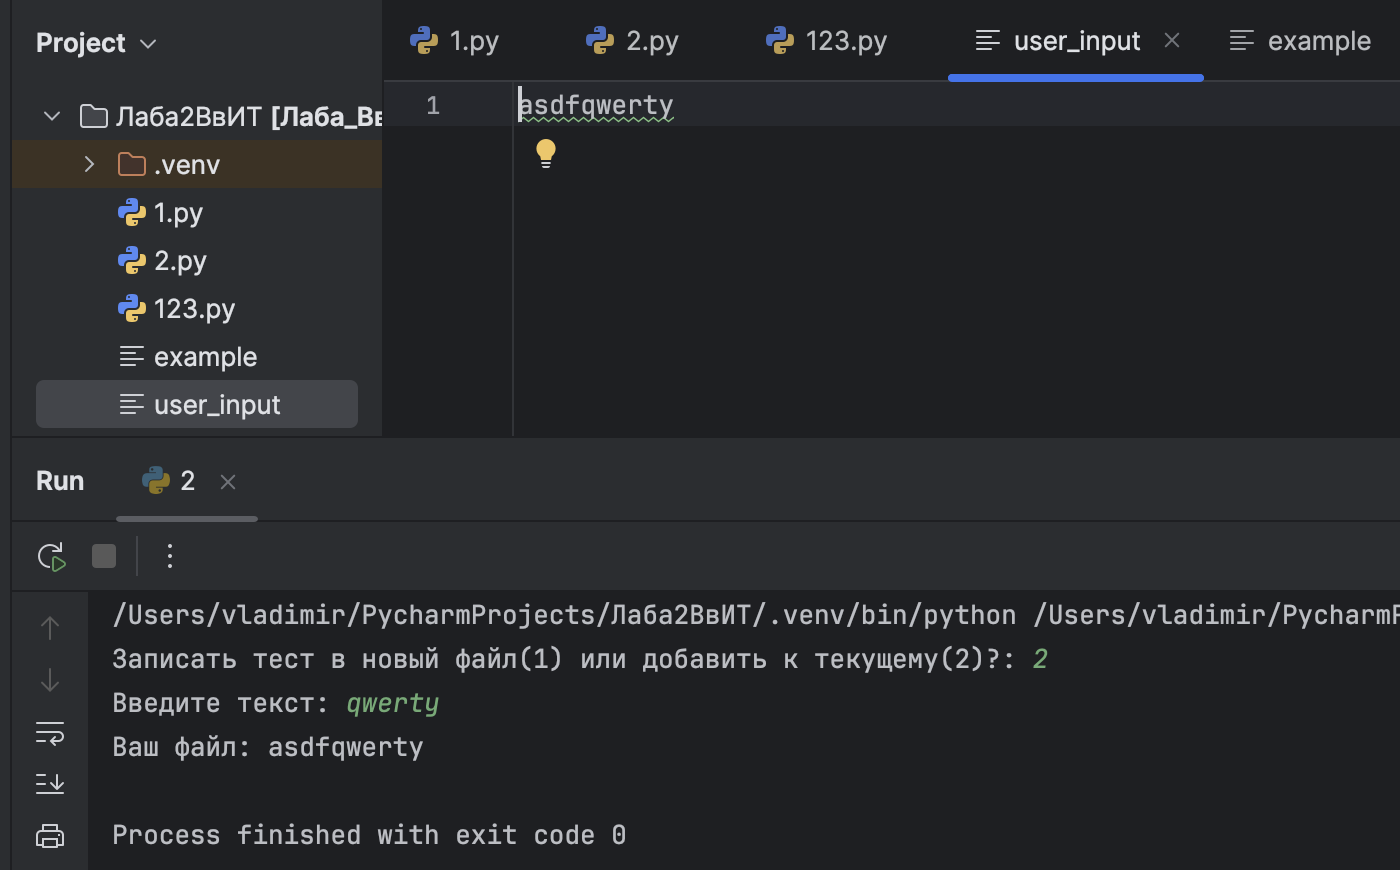 Project
1.py 2.py 123.py user_input example
Лаба2ВвИТ [Лаба_Вв
.venv
1.py
2.py
123.py
example
user_input
1 asdfqwerty
Run 2
/Users/vladimir/PycharmProjects/Лаба2ВвИТ/.venv/bin/python /Users/vladimir/Pycharm
Записать тест в новый файл(1) или добавить к текущему(2)?: 2
Введите текст: qwerty
Ваш файл: asdfqwerty
Process finished with exit code 0